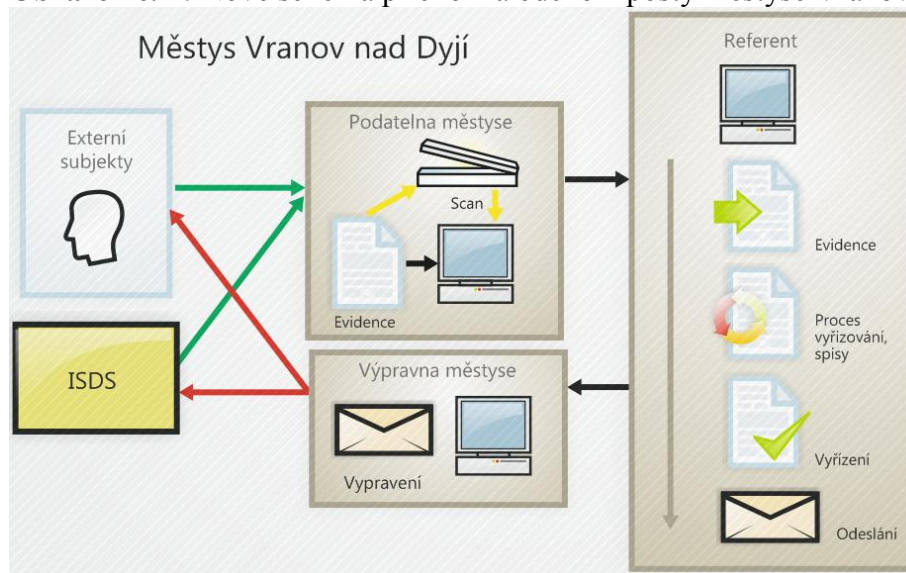 Městys Vranov nad Dyjí
Externí
subjekty
ISDS
Podatelna městyse
Scan
Evidence
Výpravna městyse
Vypravení
Referent
Evidence
Proces
vyřizování,
spisy
Vyřízení
Odeslání